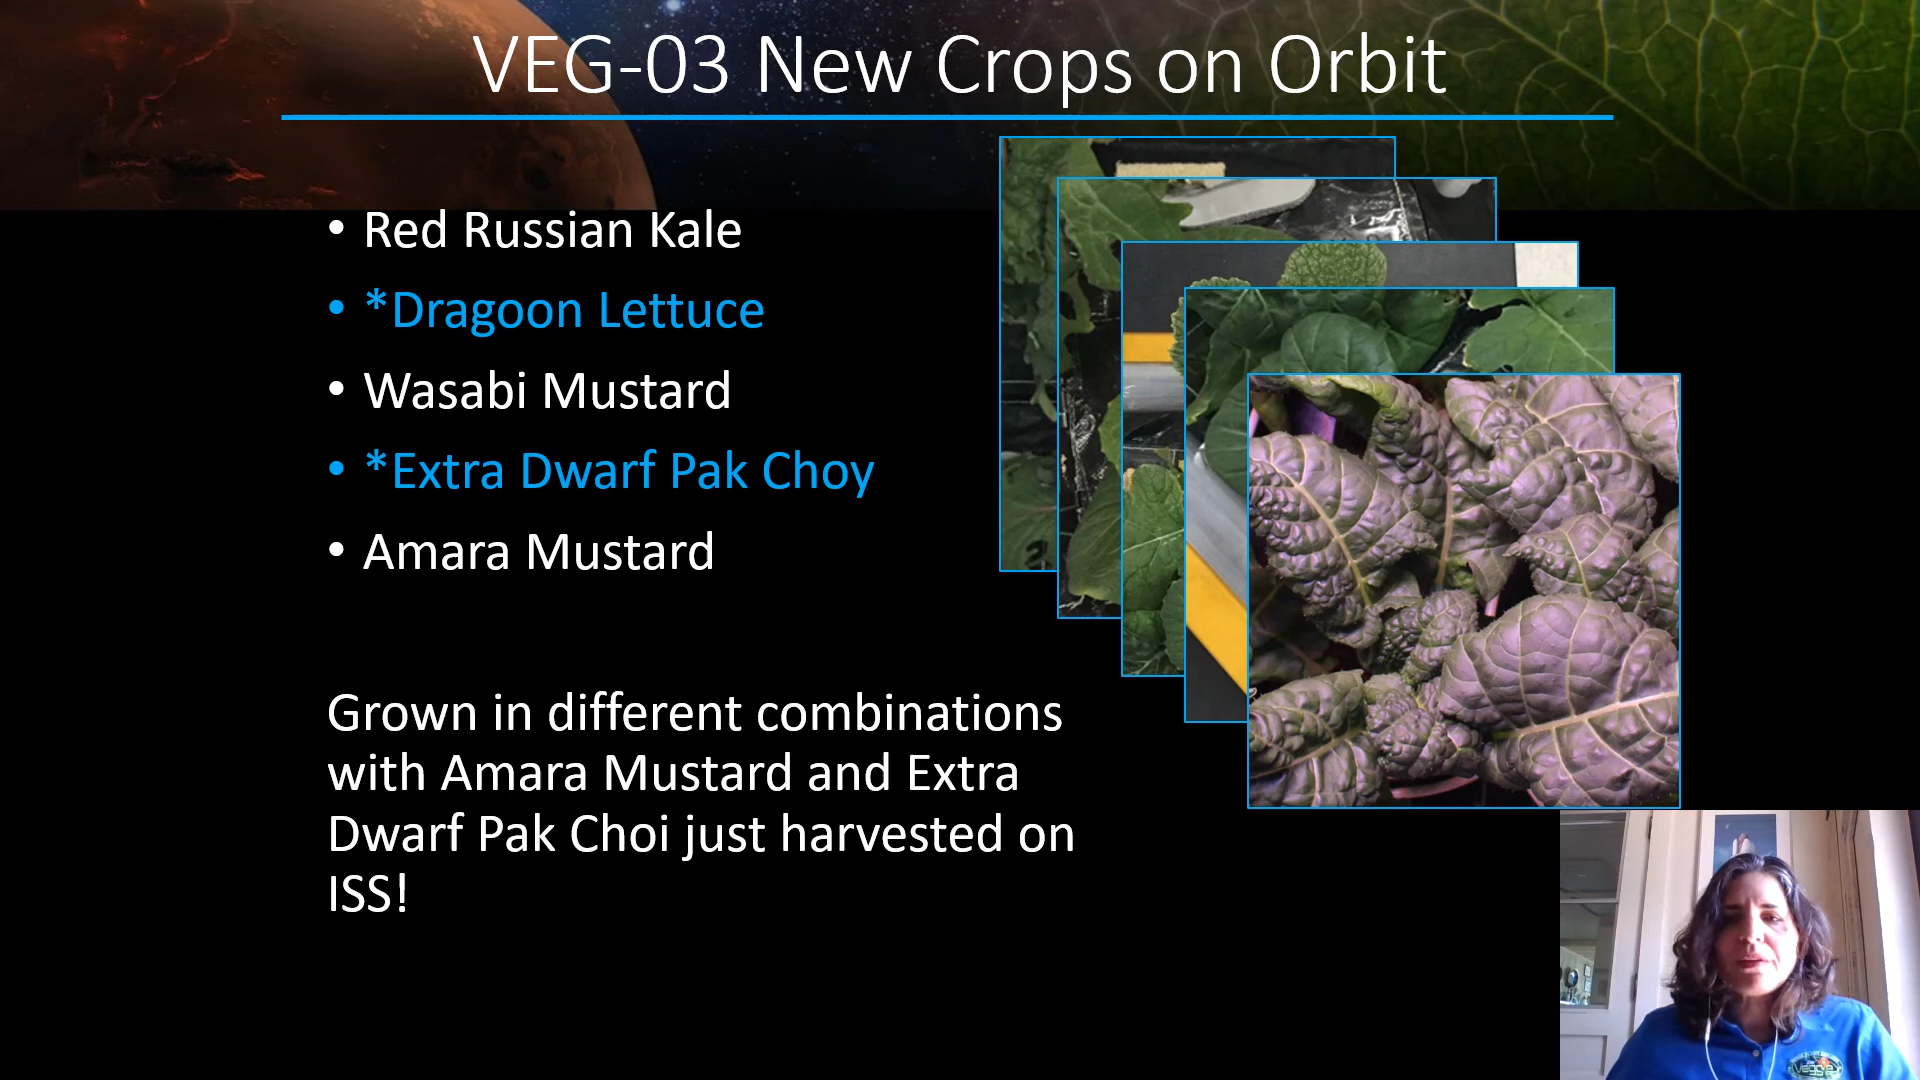 VEG-03 New Crops on Orbit
• Red Russian Kale
• *Dragoon Lettuce
• Wasabi Mustard
• *Extra Dwarf Pak Choy
• Amara Mustard
Grown in different combinations
with Amara Mustard and Extra
Dwarf Pak Choi just harvested on
ISS!
Veggie